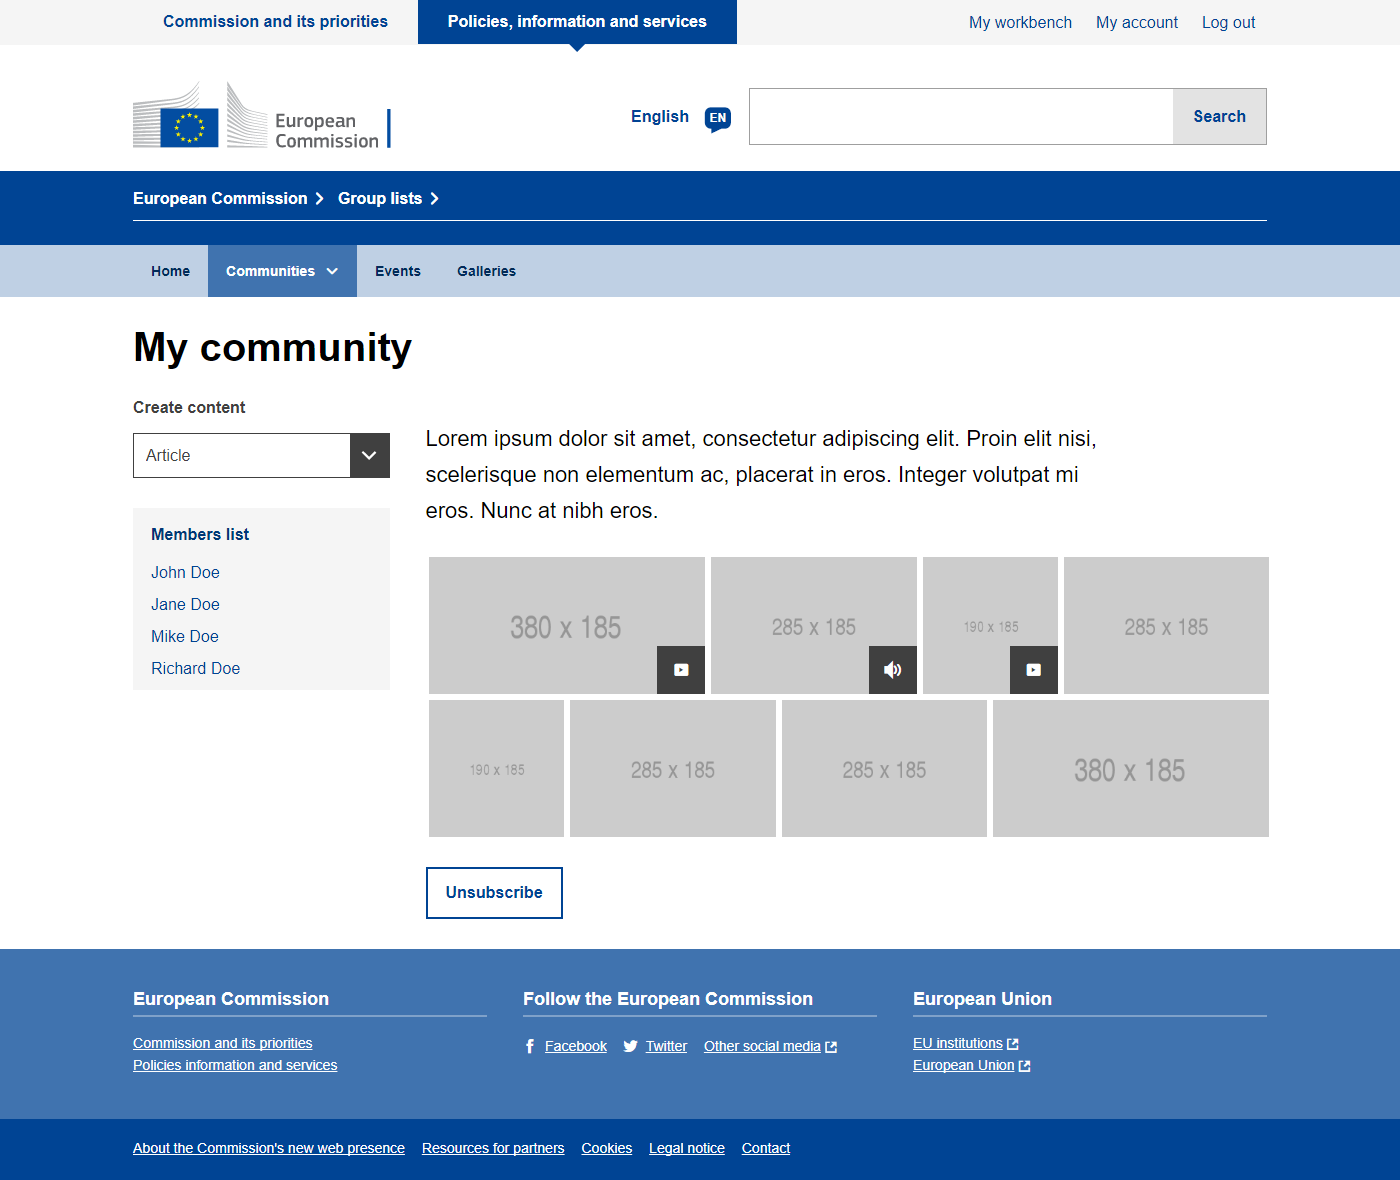 Commission and its priorities
Policies, information and services
My workbench
My account
Log out
European
Commission
English
EN
Search
European Commission
Group lists
Home
Communities
Events
Galleries
My community
Create content
Article
Members list
John Doe
Jane Doe
Mike Doe
Richard Doe
Lorem ipsum dolor sit amet, consectetur adipiscing elit. Proin elit nisi,
scelerisque non elementum ac, placerat in eros. Integer volutpat mi
eros. Nunc at nibh eros.
380 x 185
285 x 185
190 x 185
285 x 185
190 x 185
285 x 185
285 x 185
380 x 185
Unsubscribe
European Commission
Commission and its priorities
Policies information and services
Follow the European Commission
Facebook
Twitter
Other social media
European Union
EU institutions
European Union
About the Commission's new web presence
Resources for partners
Cookies
Legal notice
Contact